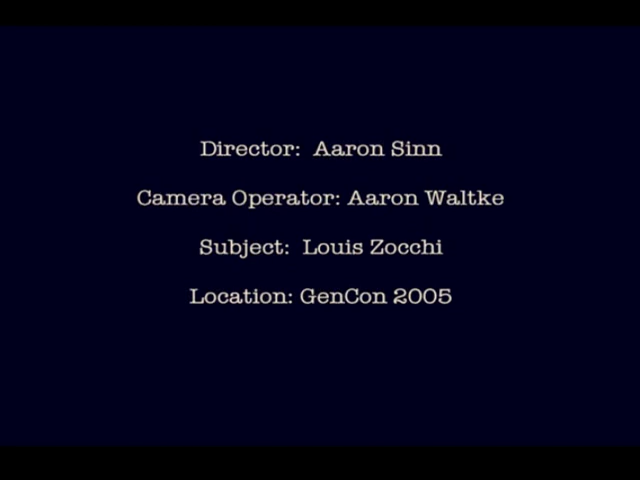 Director:  Aaron Sinn
Camera Operator: Aaron Waltke
Subject:  Louis Zocchi
Location: GenCon 2005